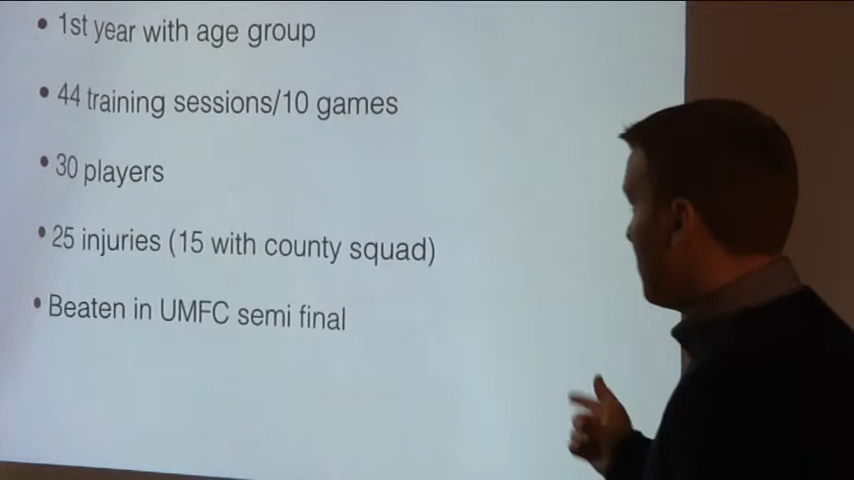 • 1st year with age group
• 44 training sessions/10 games
• 30 players
• 25 injuries (15 with county squad)
• Beaten in UMFC semi final